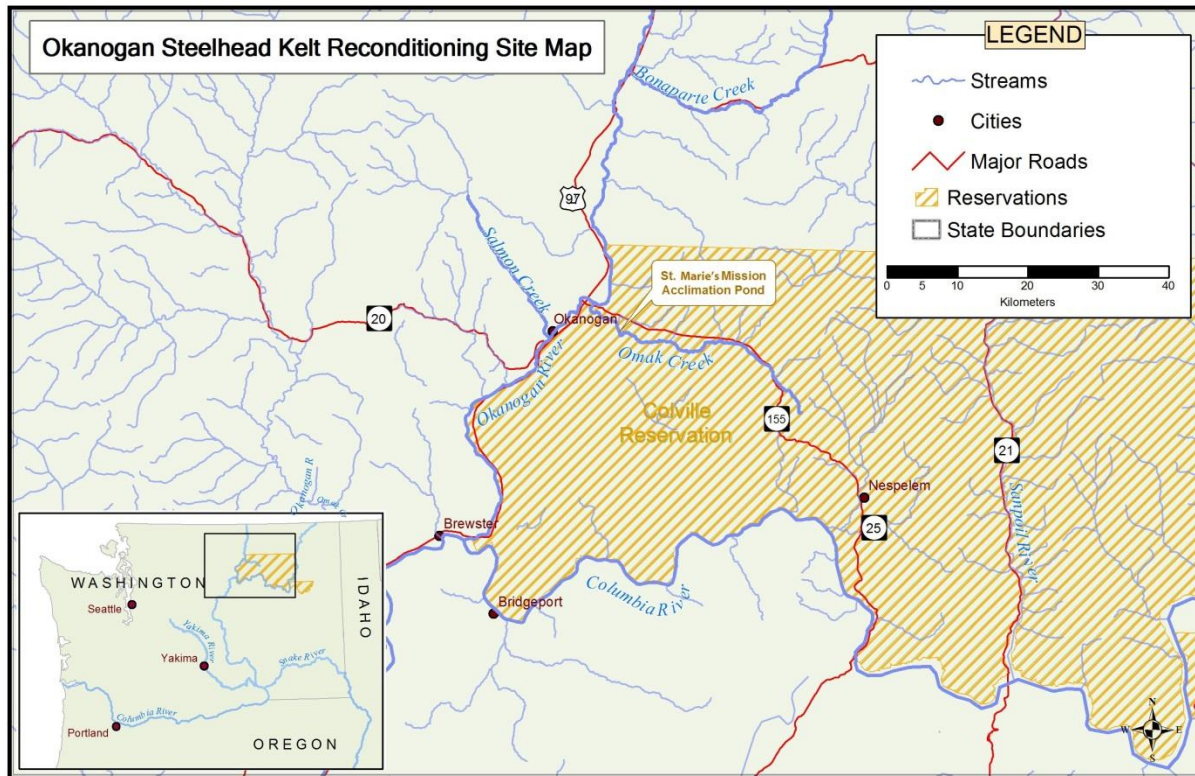 Okanogan Steelhead Kelt Reconditioning Site Map
LEGEND
Streams
Cities
Major Roads
Reservations
State Boundaries
0 5 10 20 30 40
Kilometers
Bonaparte Creek
97
Salmon Creek
St. Marie's Mission
Acclimation Pond
20
Okanogan
Omak Creek
Okanogan River
Colville
Reservation
155
21
Nespelem
25
Sanpoil River
Brewster
Bridgeport
Columbia River
N
W E
S
Okanogan R
WASHINGTON
IDAHO
Seattle
Yakima River
Yakima
Snake River
Columbia River
Portland
OREGON